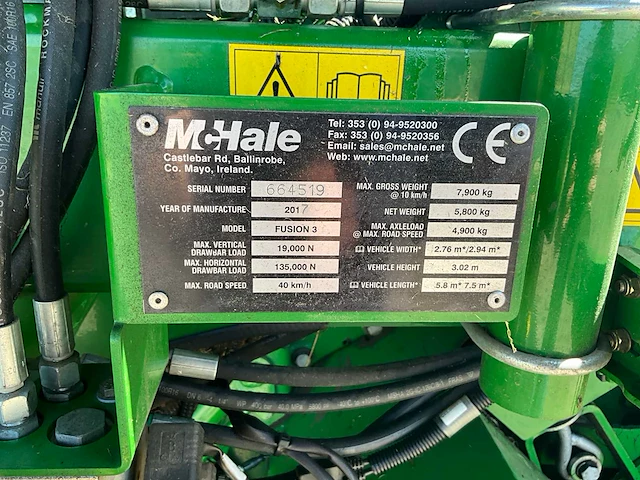 McHale
Castlebar Rd, Ballinrobe,
Co. Mayo, Ireland.
Tel: 353 (0) 94-9520300
Fax: 353 (0) 94-9520356
Email: sales@mchale.net
Web: www.mchale.net
CE
SERIAL NUMBER 664519
YEAR OF MANUFACTURE 2017
MODEL FUSION 3
MAX. VERTICAL
DRAWBAR LOAD 19,000 N
MAX. HORIZONTAL
DRAWBAR LOAD 135,000 N
MAX. ROAD SPEED 40 km/h
MAX. GROSS WEIGHT
@ 10 km/h 7,900 kg
NET WEIGHT 5,800 kg
MAX. AXLELOAD
@ MAX. ROAD SPEED 4,900 kg
VEHICLE WIDTH* 2.76 m*/2.94 m*
VEHICLE HEIGHT 3.02 m
VEHICLE LENGTH* 5.8 m* 7.5 m*
EN 857 2SC